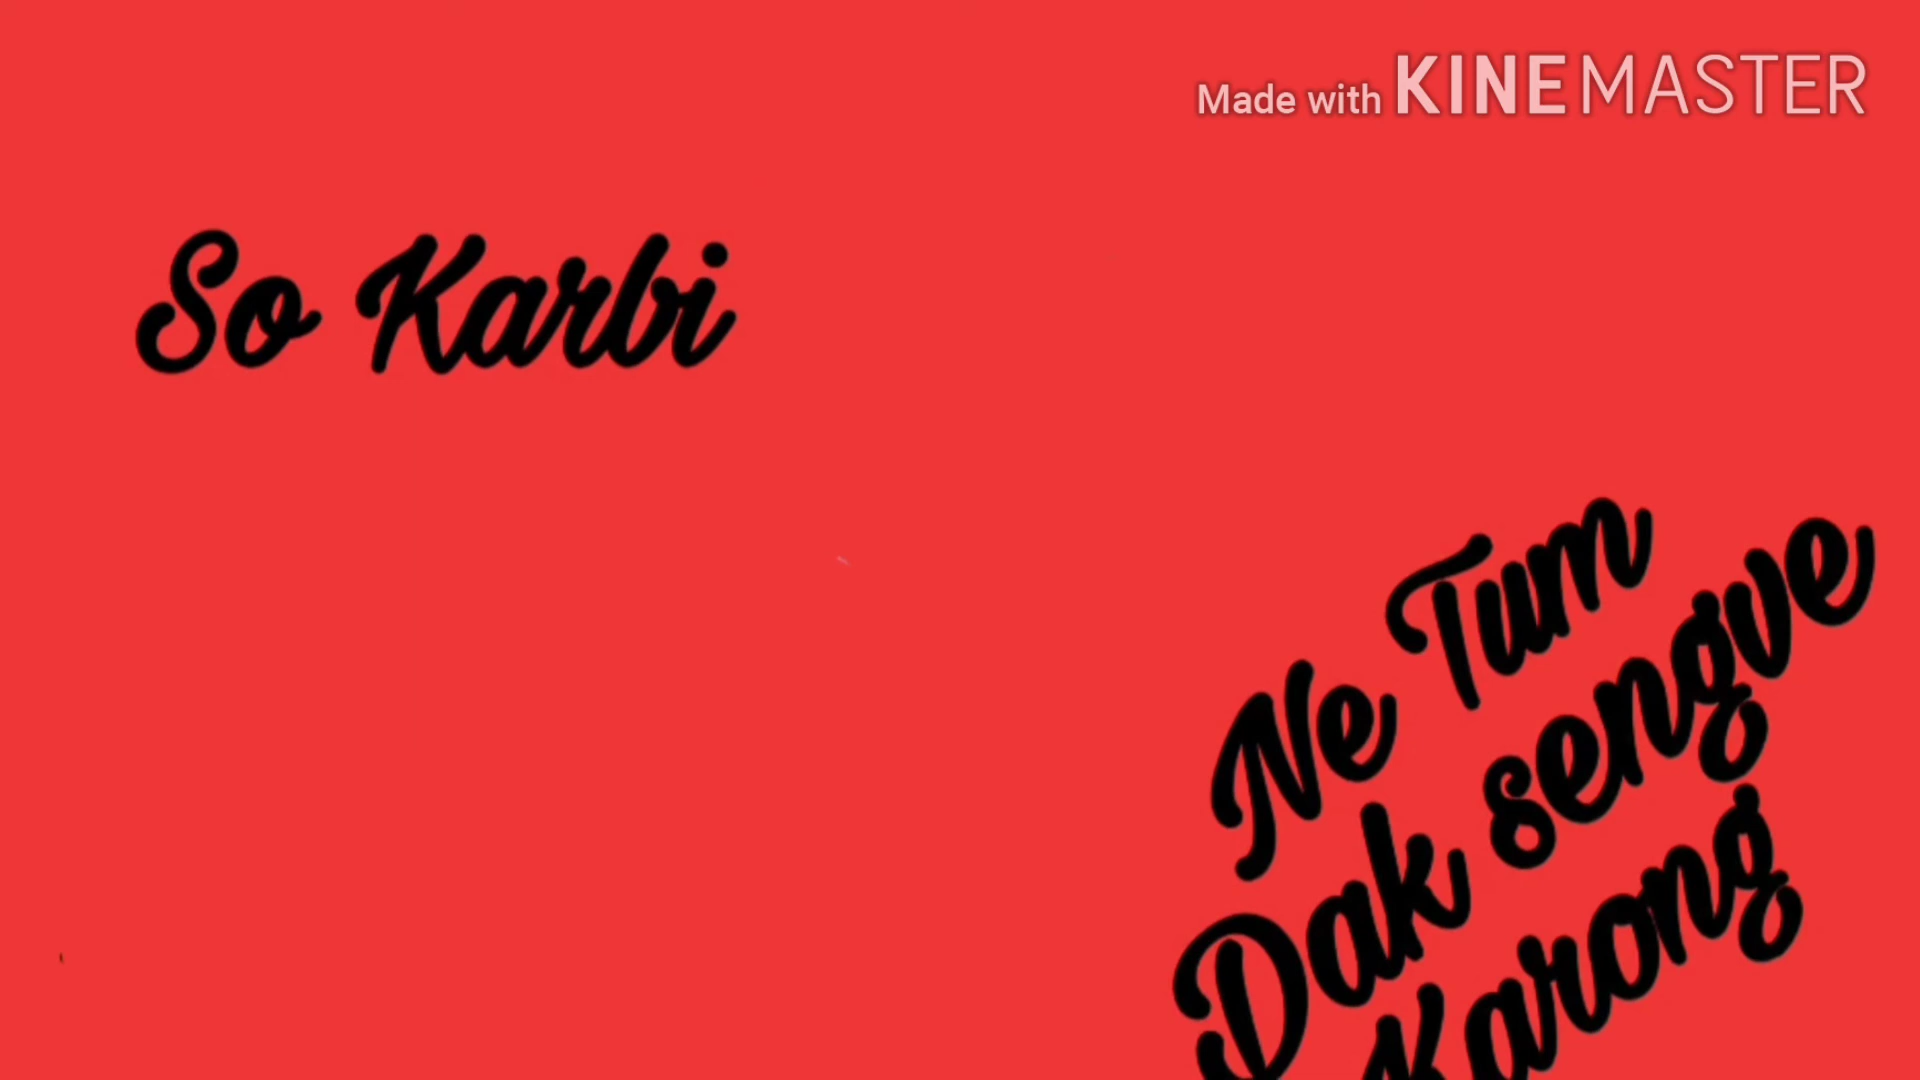 Made with KINEMASTER
So Karbi
Ne Tum
Dak sengve
Karong